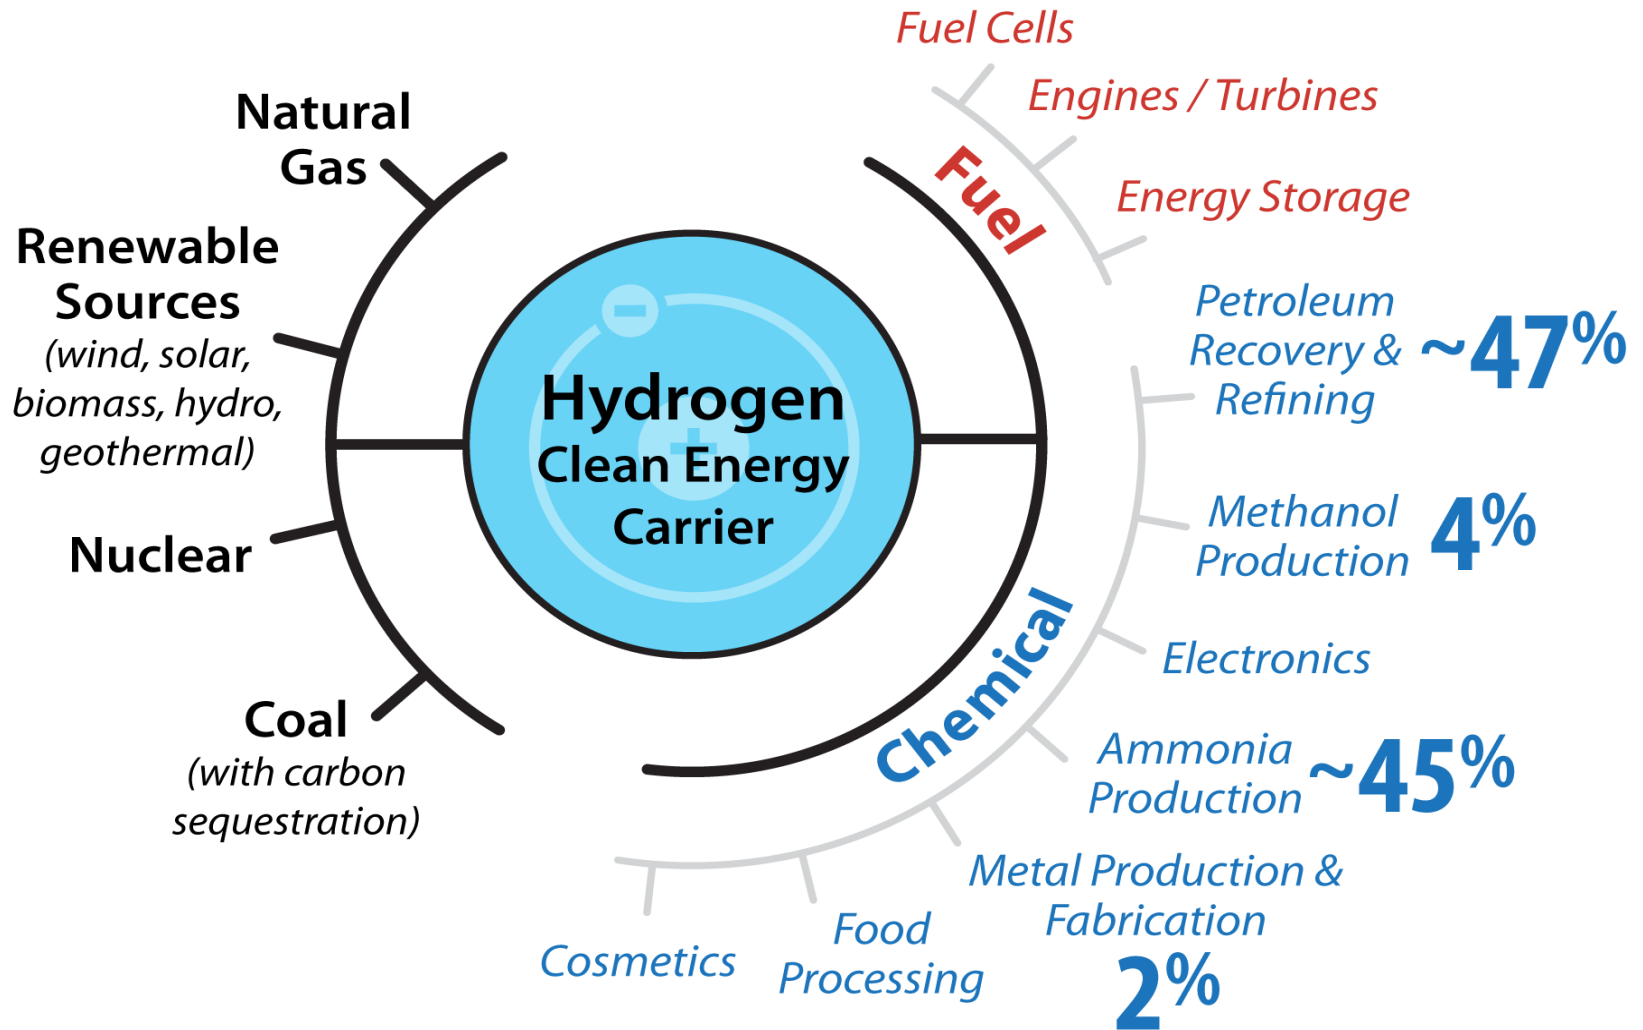 Natural
Gas
Renewable
Sources
(wind, solar,
biomass, hydro,
geothermal)
Nuclear
Coal
(with carbon
sequestration)
Hydrogen
Clean Energy
Carrier
Fuel
Fuel Cells
Engines / Turbines
Energy Storage
Chemical
Petroleum
Recovery &
Refining
~47%
Methanol
Production
4%
Electronics
Ammonia
Production
~45%
Metal Production &
Fabrication
2%
Food
Processing
Cosmetics